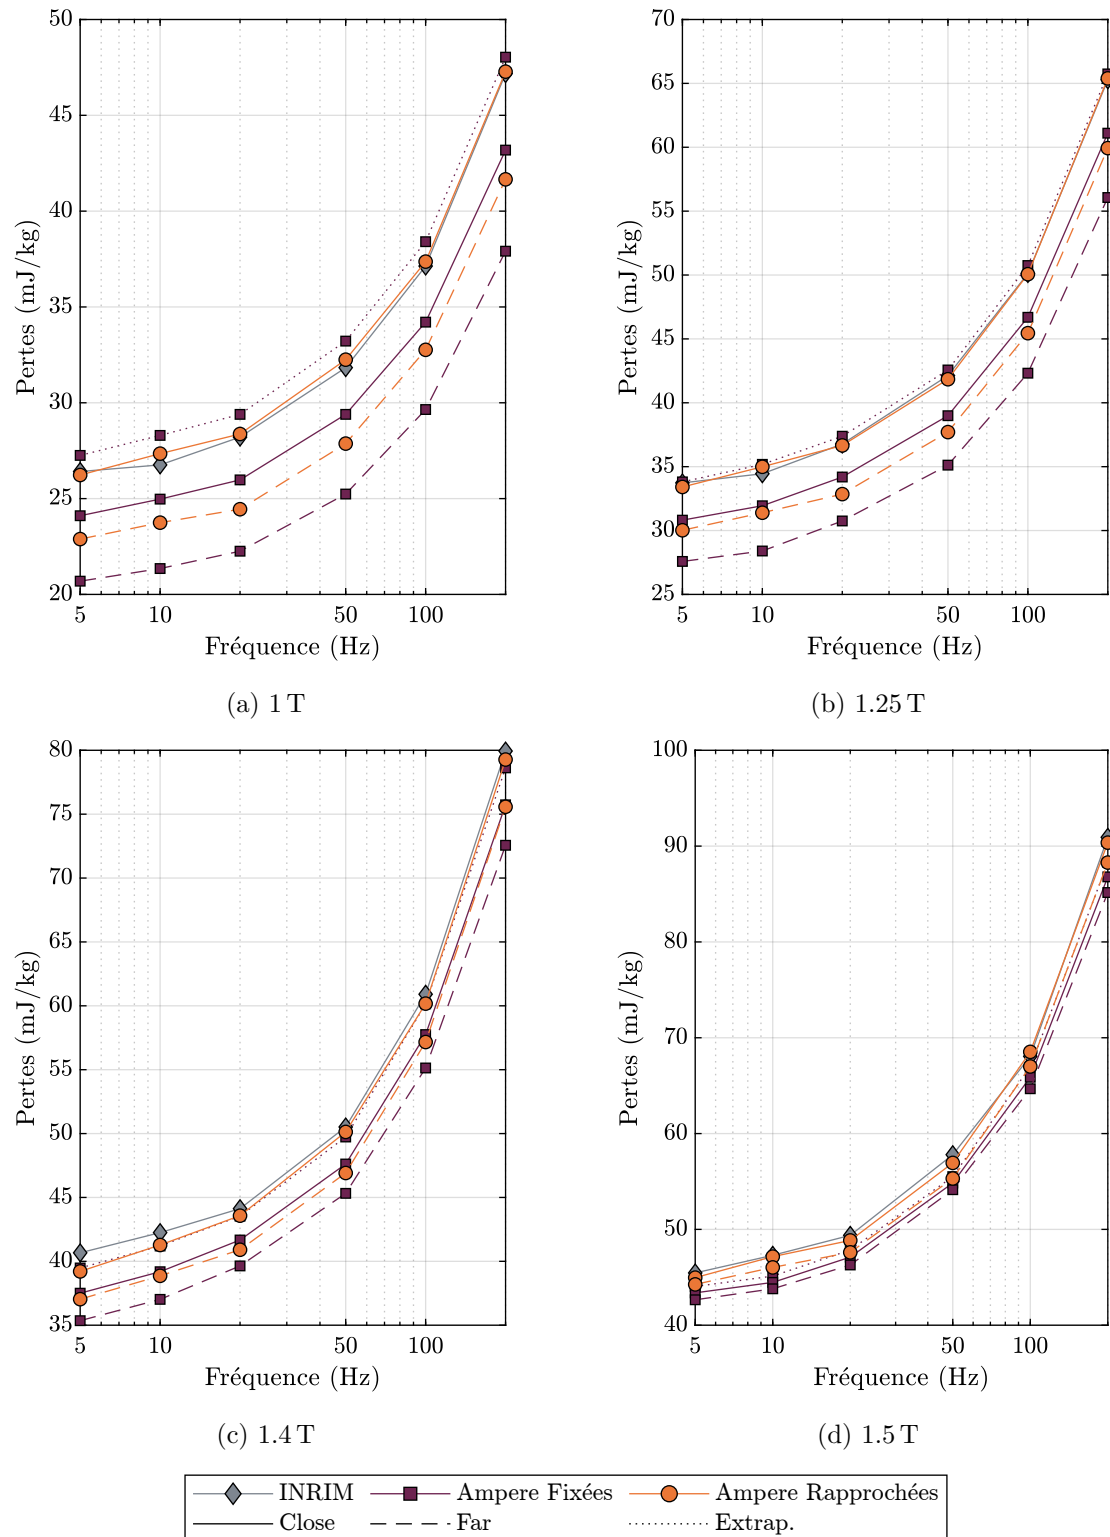 50
45
40
35
30
25
20
Pertes (mJ/kg)
5 10 50 100
Fréquence (Hz)
(a) 1 T
70
65
60
55
50
45
40
35
30
25
Pertes (mJ/kg)
5 10 50 100
Fréquence (Hz)
(b) 1.25 T
80
75
70
65
60
55
50
45
40
35
Pertes (mJ/kg)
5 10 50 100
Fréquence (Hz)
(c) 1.4 T
100
90
80
70
60
50
40
Pertes (mJ/kg)
5 10 50 100
Fréquence (Hz)
(d) 1.5 T
INRIM Ampere Fixées Ampere Rapprochées
Close Far Extrap.